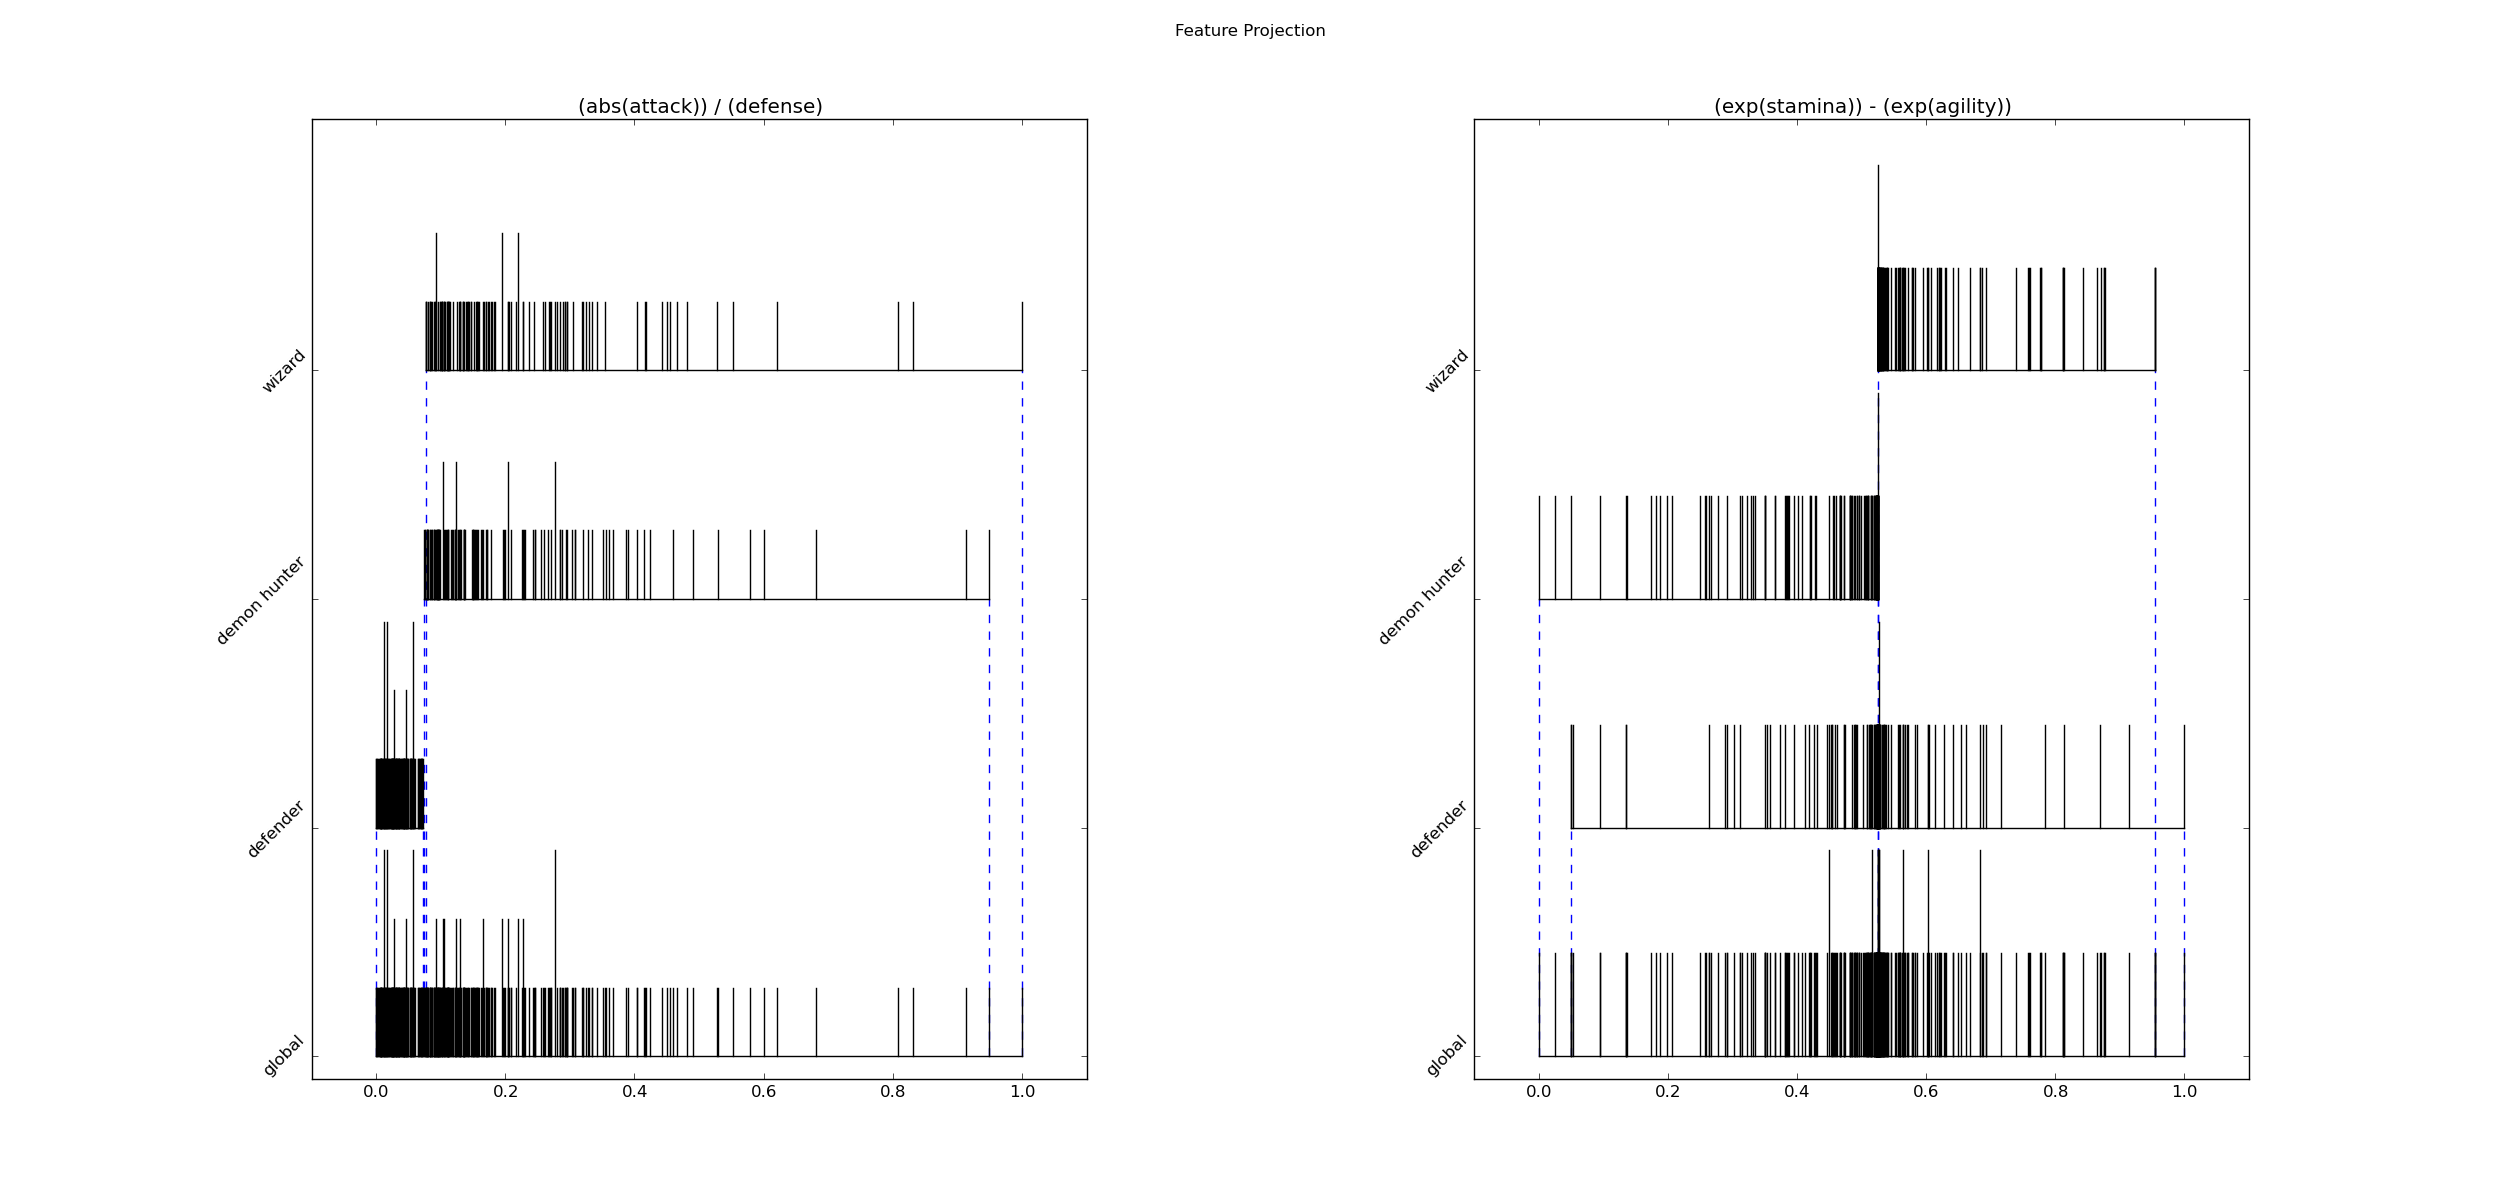 Feature Projection
(abs(attack)) / (defense)
wizard
demon hunter
defender
global
0.0 0.2 0.4 0.6 0.8 1.0
(exp(stamina)) - (exp(agility))
wizard
demon hunter
defender
global
0.0 0.2 0.4 0.6 0.8 1.0